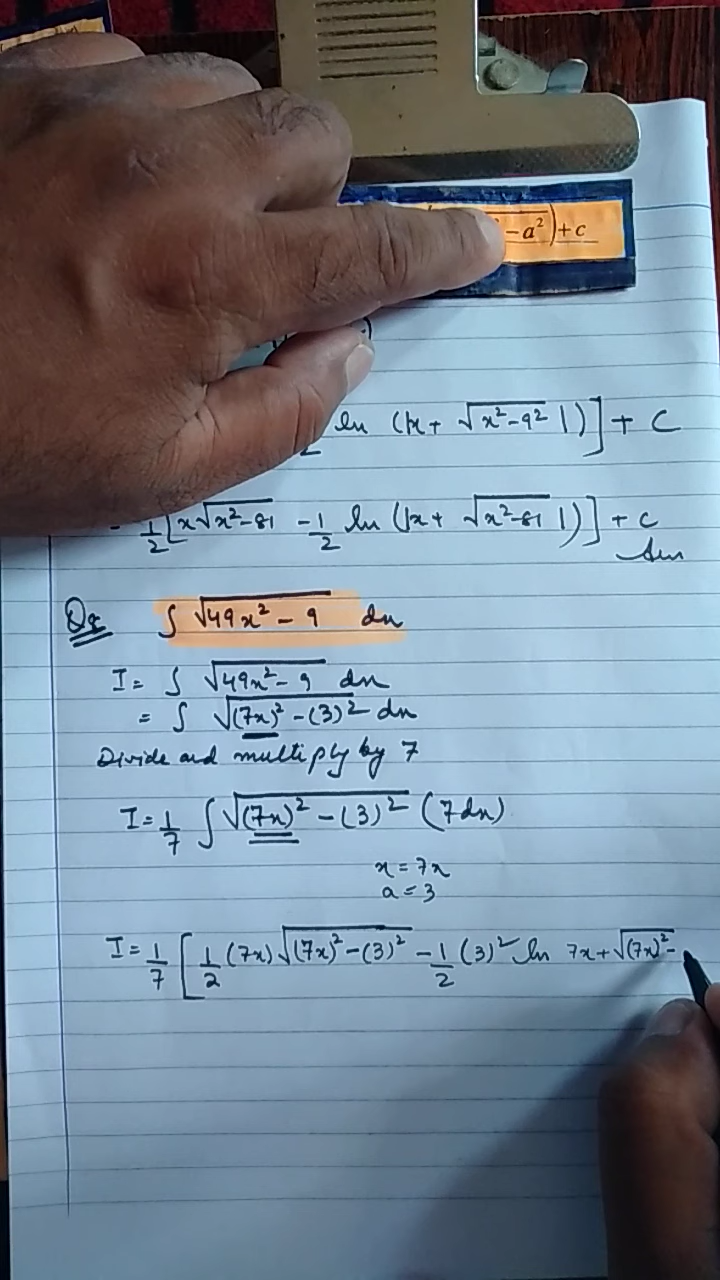 -a²)+c
ln (|x+ √x²-9² |)]+ C
1/2 [x√x²-81 -1/2 ln (|x+ √x²-81 |)] + c
Ans
Q8 ∫ √49x² - 9 dx
I= ∫ √49x² - 9 dx
= ∫ √(7x)² -(3)² dx
Divide and multiply by 7
I= 1/7 ∫ √(7x)² -(3)² (7dx)
x = 7x
a = 3
I= 1/7 [1/2 (7x) √(7x)²-(3)² -1/2 (3)² ln 7x+√(7x)²-